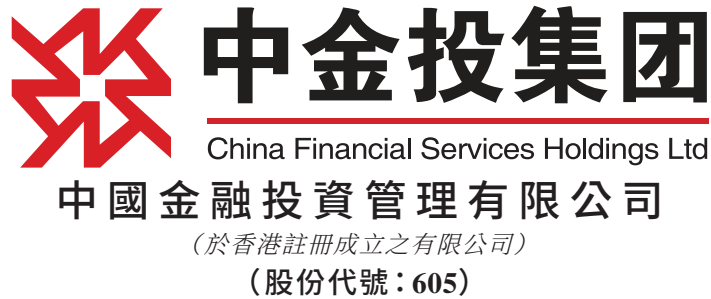 中金投集团
China Financial Services Holdings Ltd
中國金融投資管理有限公司
（於香港註冊成立之有限公司）
（股份代號：605）